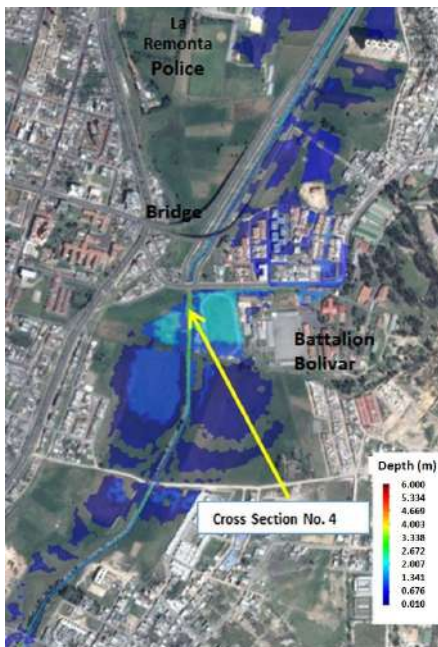 La
Remonta
Police
Bridge
Battalion
Bolivar
Cross Section No. 4
Depth (m)
6.000
5.334
4.669
4.003
3.338
2.672
2.007
1.341
0.676
0.010